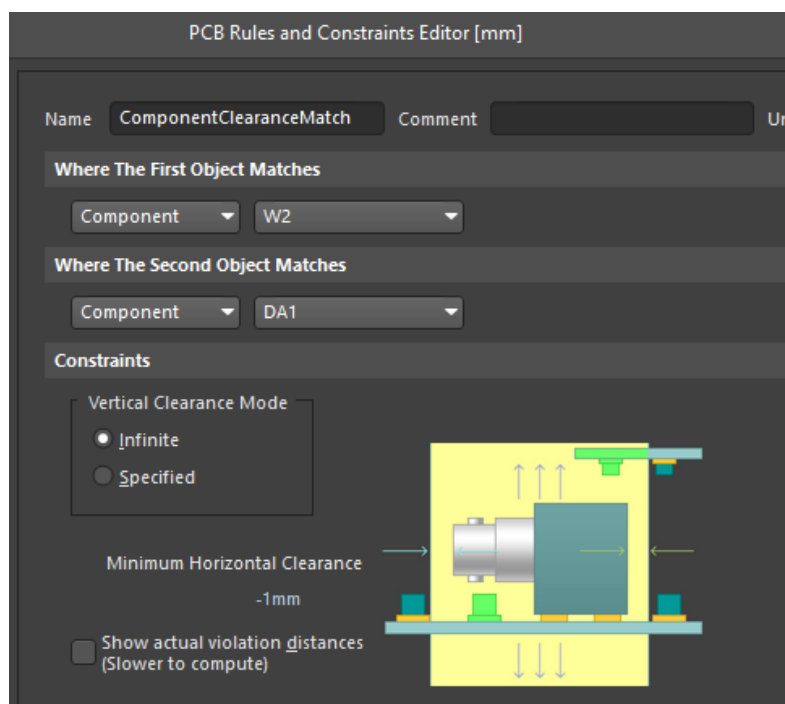 PCB Rules and Constraints Editor [mm]
Name ComponentClearanceMatch Comment
Where The First Object Matches
Component W2
Where The Second Object Matches
Component DA1
Constraints
Vertical Clearance Mode
Infinite
Specified
Minimum Horizontal Clearance
-1mm
Show actual violation distances
(Slower to compute)